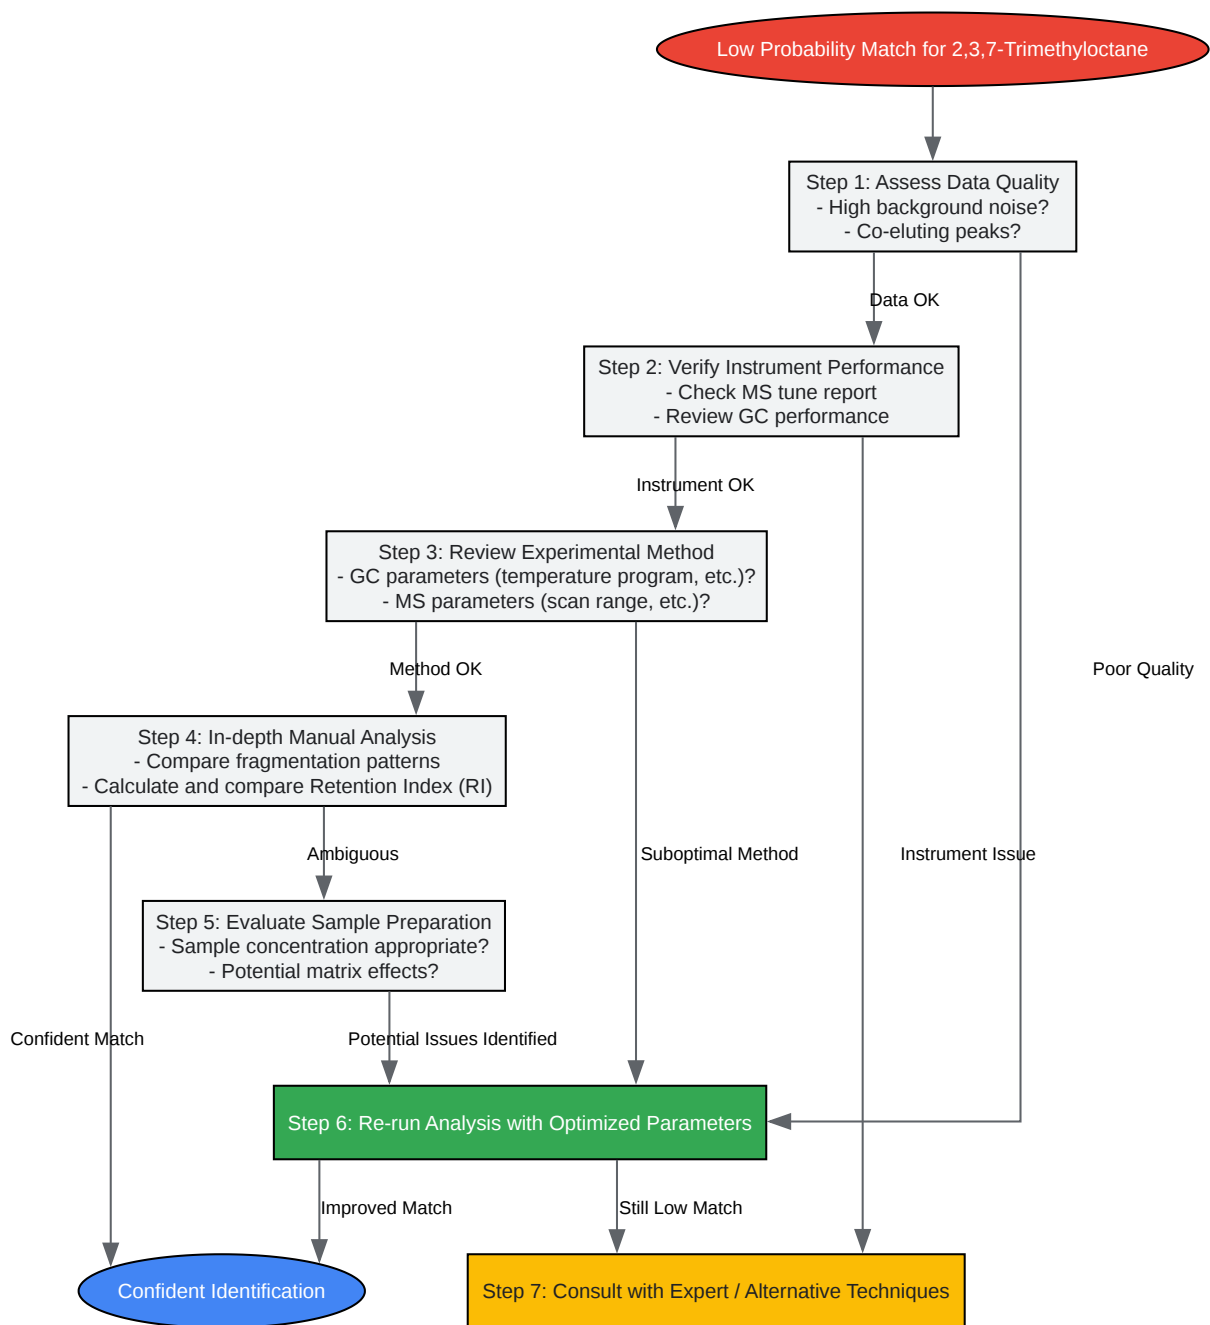 Low Probability Match for 2,3,7-Trimethyloctane
Step 1: Assess Data Quality
- High background noise?
- Co-eluting peaks?
Data OK
Step 2: Verify Instrument Performance
- Check MS tune report
- Review GC performance
Instrument OK
Step 3: Review Experimental Method
- GC parameters (temperature program, etc.)?
- MS parameters (scan range, etc.)?
Method OK
Poor Quality
Step 4: In-depth Manual Analysis
- Compare fragmentation patterns
- Calculate and compare Retention Index (RI)
Ambiguous
Suboptimal Method
Instrument Issue
Step 5: Evaluate Sample Preparation
- Sample concentration appropriate?
- Potential matrix effects?
Confident Match
Potential Issues Identified
Step 6: Re-run Analysis with Optimized Parameters
Improved Match
Still Low Match
Confident Identification
Step 7: Consult with Expert / Alternative Techniques